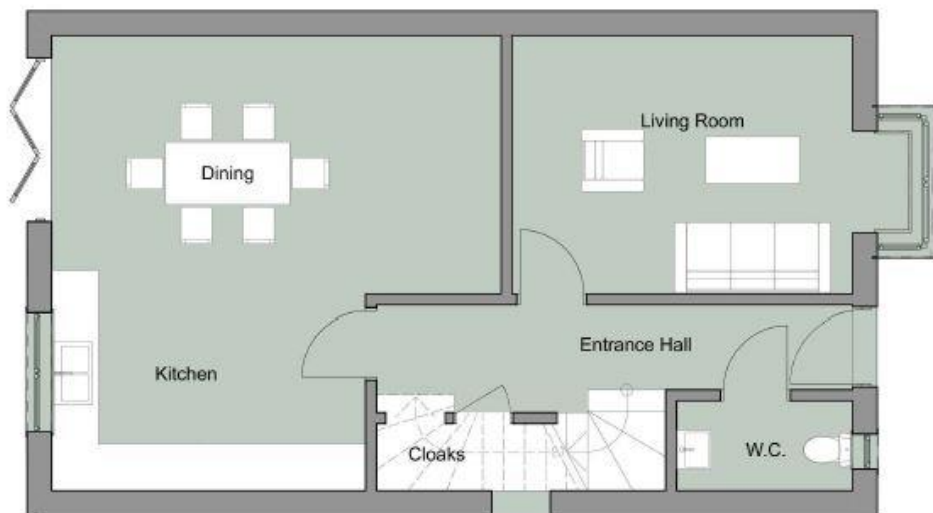 Living Room
Dining
Entrance Hall
Kitchen
Cloaks
W.C.